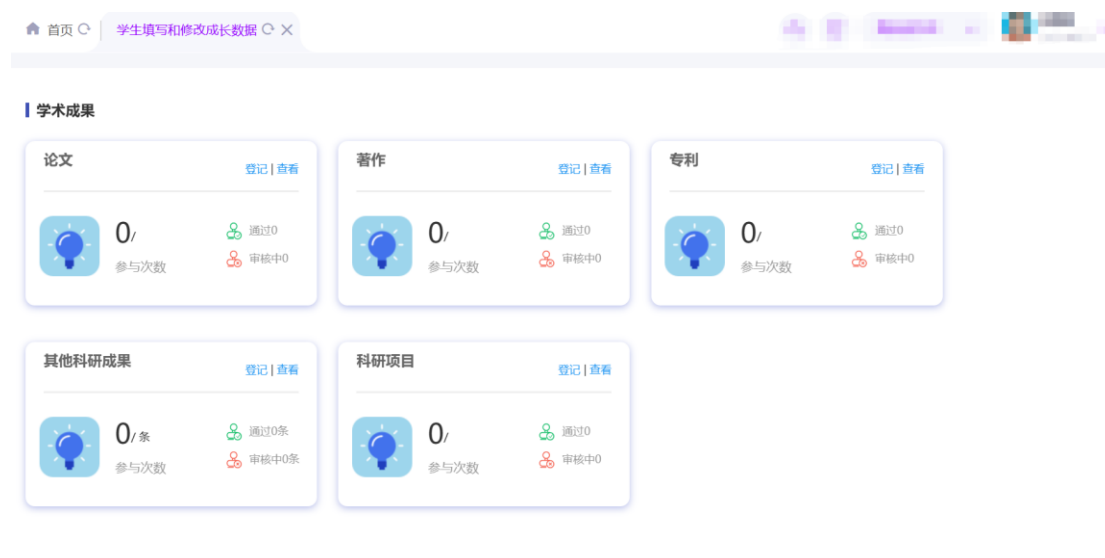 首页 学生填写和修改成长数据
学术成果
论文 登记 | 查看
0/ 通过0
参与次数 审核中0
著作 登记 | 查看
0/ 通过0
参与次数 审核中0
专利 登记 | 查看
0/ 通过0
参与次数 审核中0
其他科研成果 登记 | 查看
0/ 条 通过0条
参与次数 审核中0条
科研项目 登记 | 查看
0/ 通过0
参与次数 审核中0